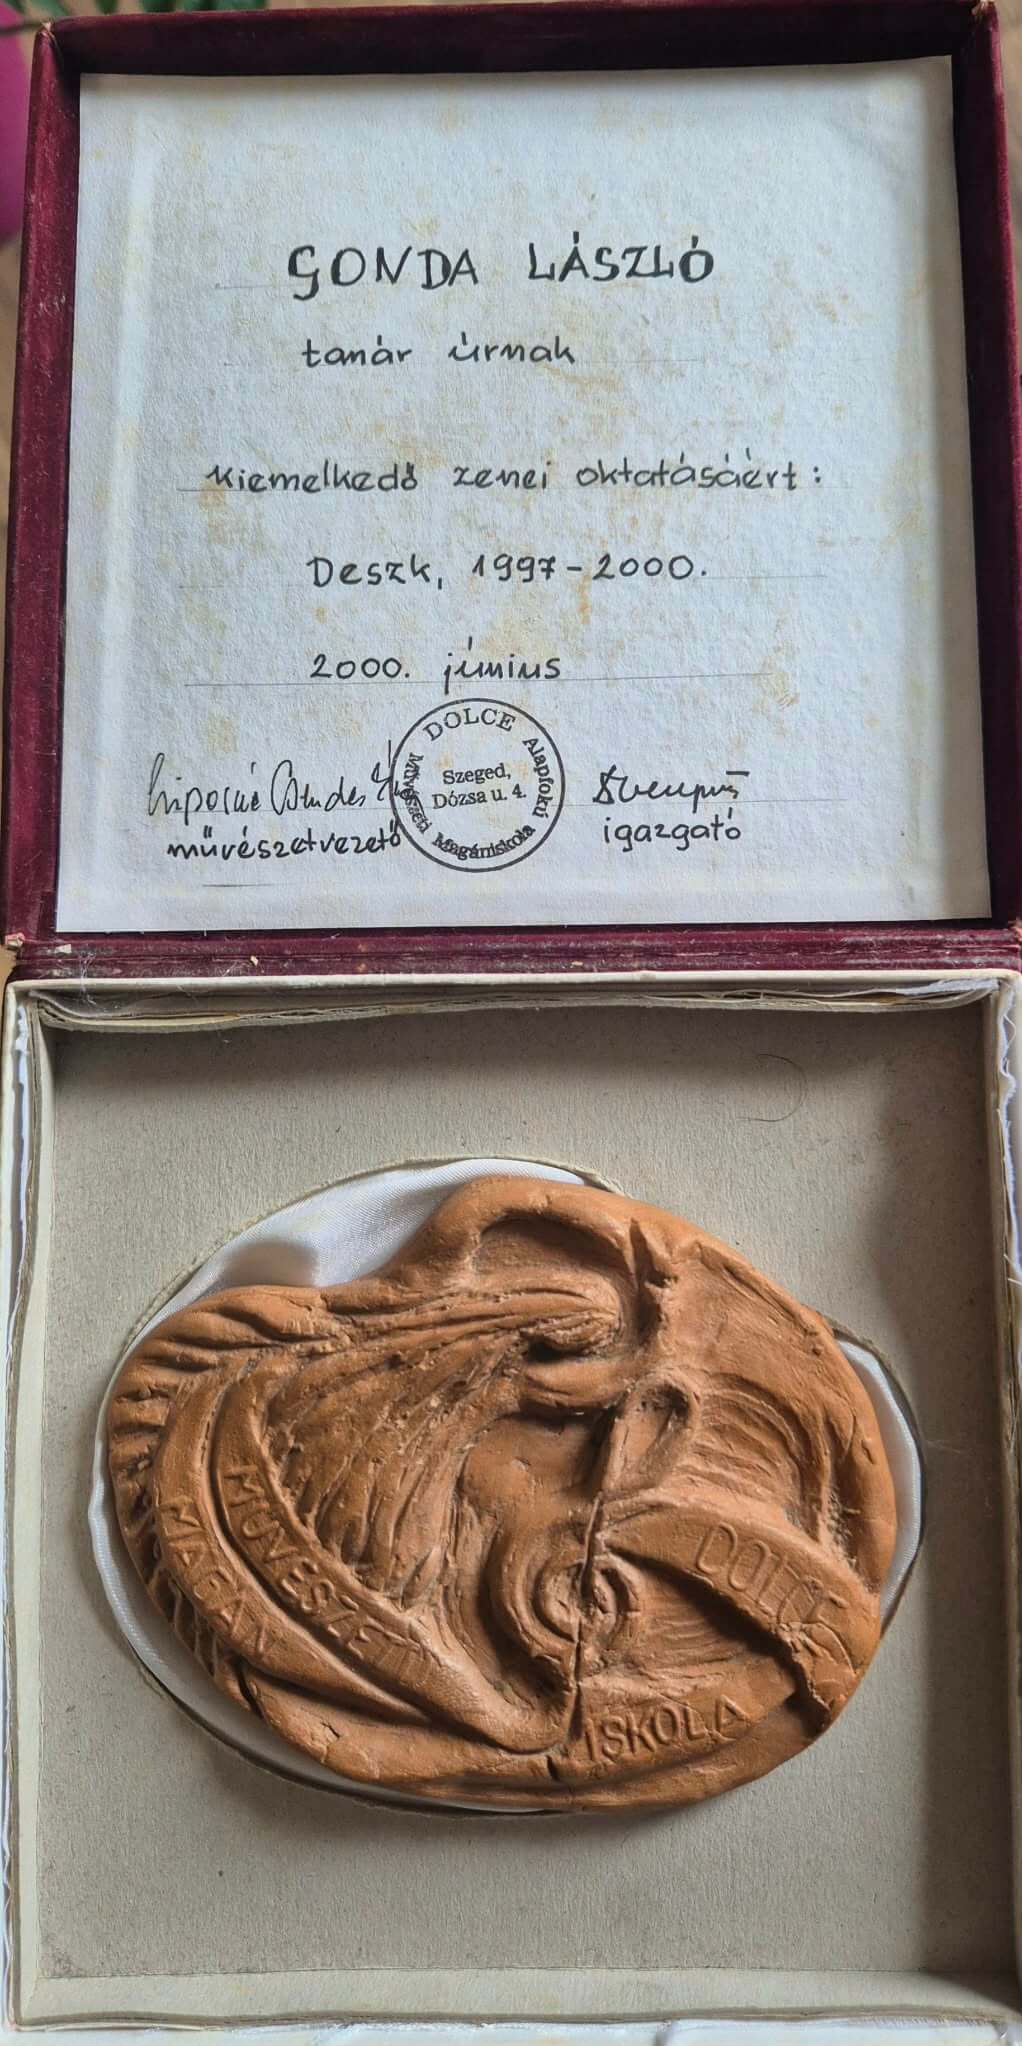 GONDA LÁSZLÓ
tanár úrnak
kiemelkedő zenei oktatásáért:
Deszk, 1997-2000.
2000. június
művészetvezető
DOLCE
Alapfokú
Művészeti
Magániskola
Szeged,
Dózsa u. 4.
igazgató
MŰVÉSZETI
MAGÁN
DOLCE
ISKOLA